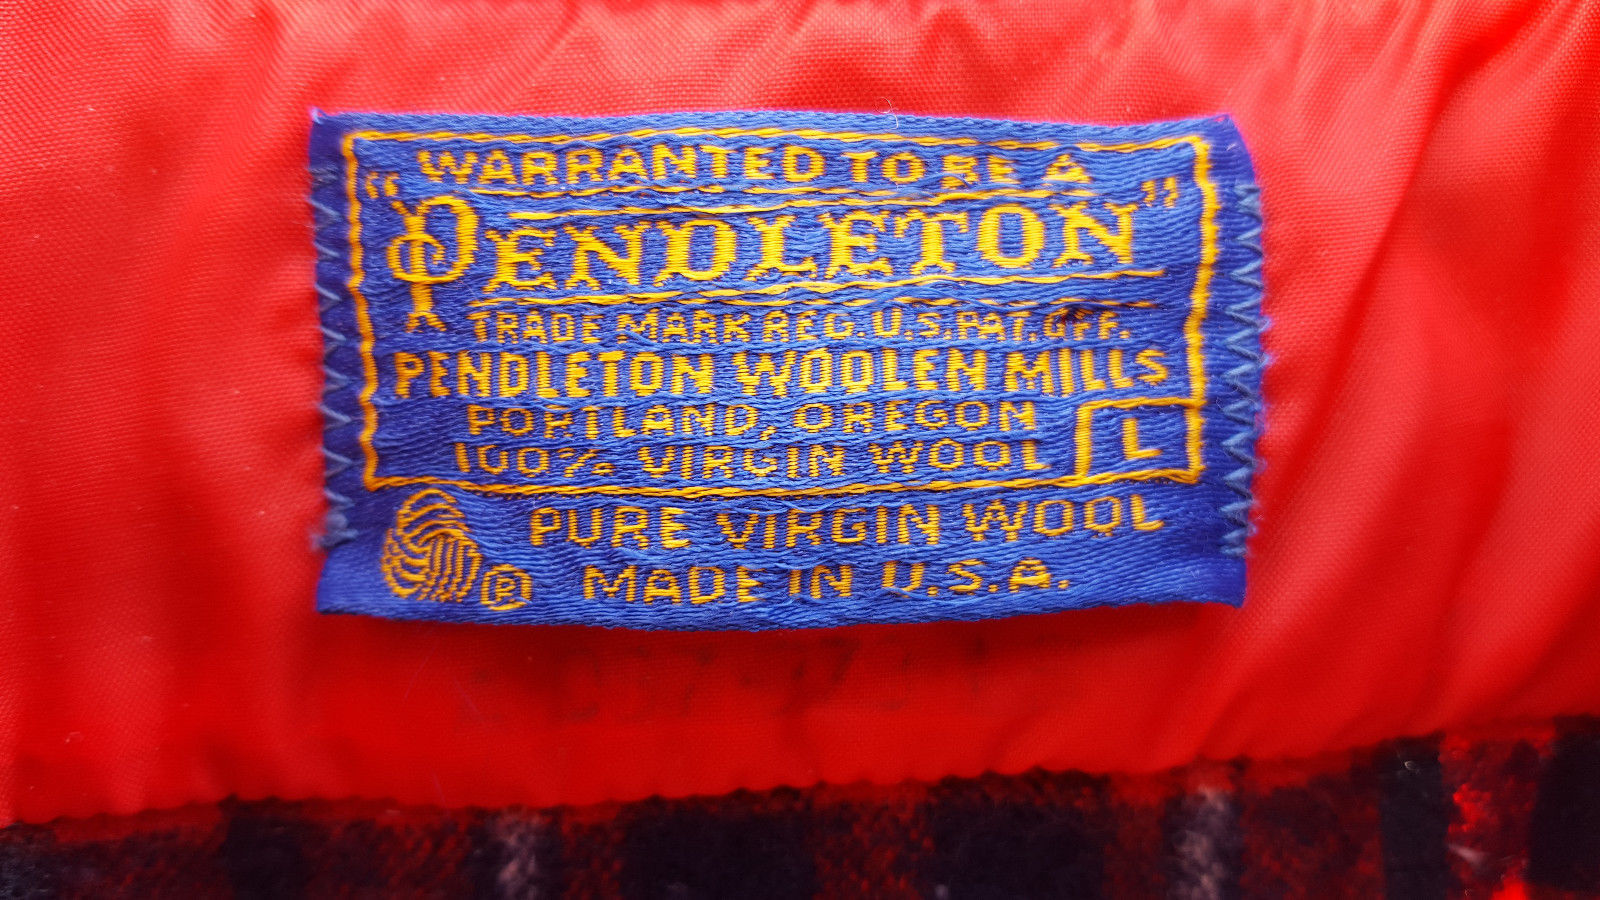 WARRANTED TO BE A
"PENDLETON"
TRADE MARK REG. U.S. PAT. OFF.
PENDLETON WOOLEN MILLS
PORTLAND, OREGON
100% VIRGIN WOOL
L
PURE VIRGIN WOOL
® MADE IN U.S.A.